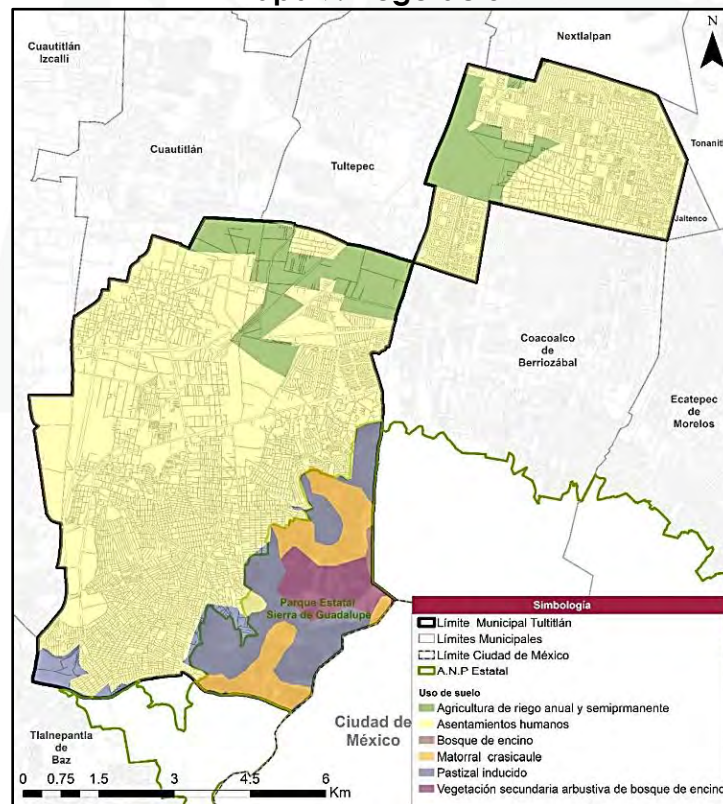 Cuautitlán
Izcalli
Nextlalpan
N
Cuautitlán
Tultepec
Tonanit
Jaltenco
Coacoalco
de
Berriozábal
Ecatepec
de
Morelos
Parque Estatal
Sierra de Guadalupe
Ciudad de
México
Tlalnepantla
de
Baz
0 0.75 1.5 3 4.5 6
Km
Simbología
Límite Municipal Tultitlán
Límites Municipales
Límite Ciudad de México
A.N.P Estatal
Uso de suelo
Agricultura de riego anual y semiprmanente
Asentamientos humanos
Bosque de encino
Matorral crasicaule
Pastizal inducido
Vegetación secundaria arbustiva de bosque de encino